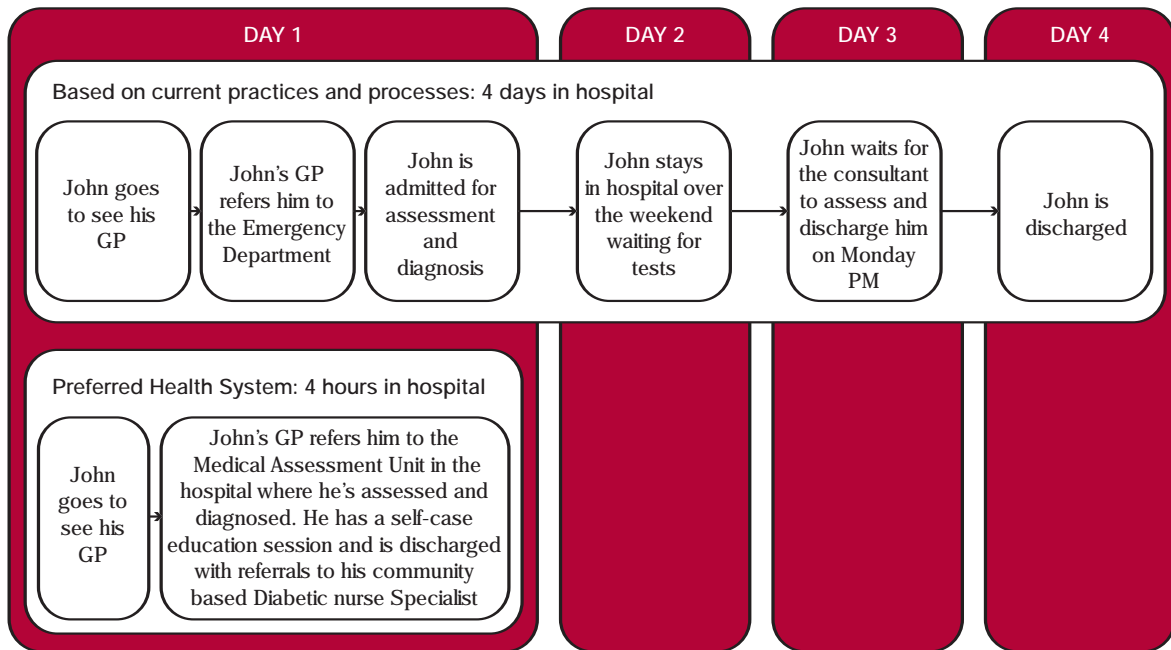 DAY 1
DAY 2
DAY 3
DAY 4
Based on current practices and processes: 4 days in hospital
John goes
to see his
GP
John's GP
refers him to
the Emergency
Department
John is
admitted for
assessment
and
diagnosis
John stays
in hospital over
the weekend
waiting for
tests
John waits for
the consultant
to assess and
discharge him
on Monday
PM
John is
discharged
Preferred Health System: 4 hours in hospital
John
goes to
see his
GP
John's GP refers him to the
Medical Assessment Unit in the
hospital where he's assessed and
diagnosed. He has a self-case
education session and is discharged
with referrals to his community
based Diabetic nurse Specialist